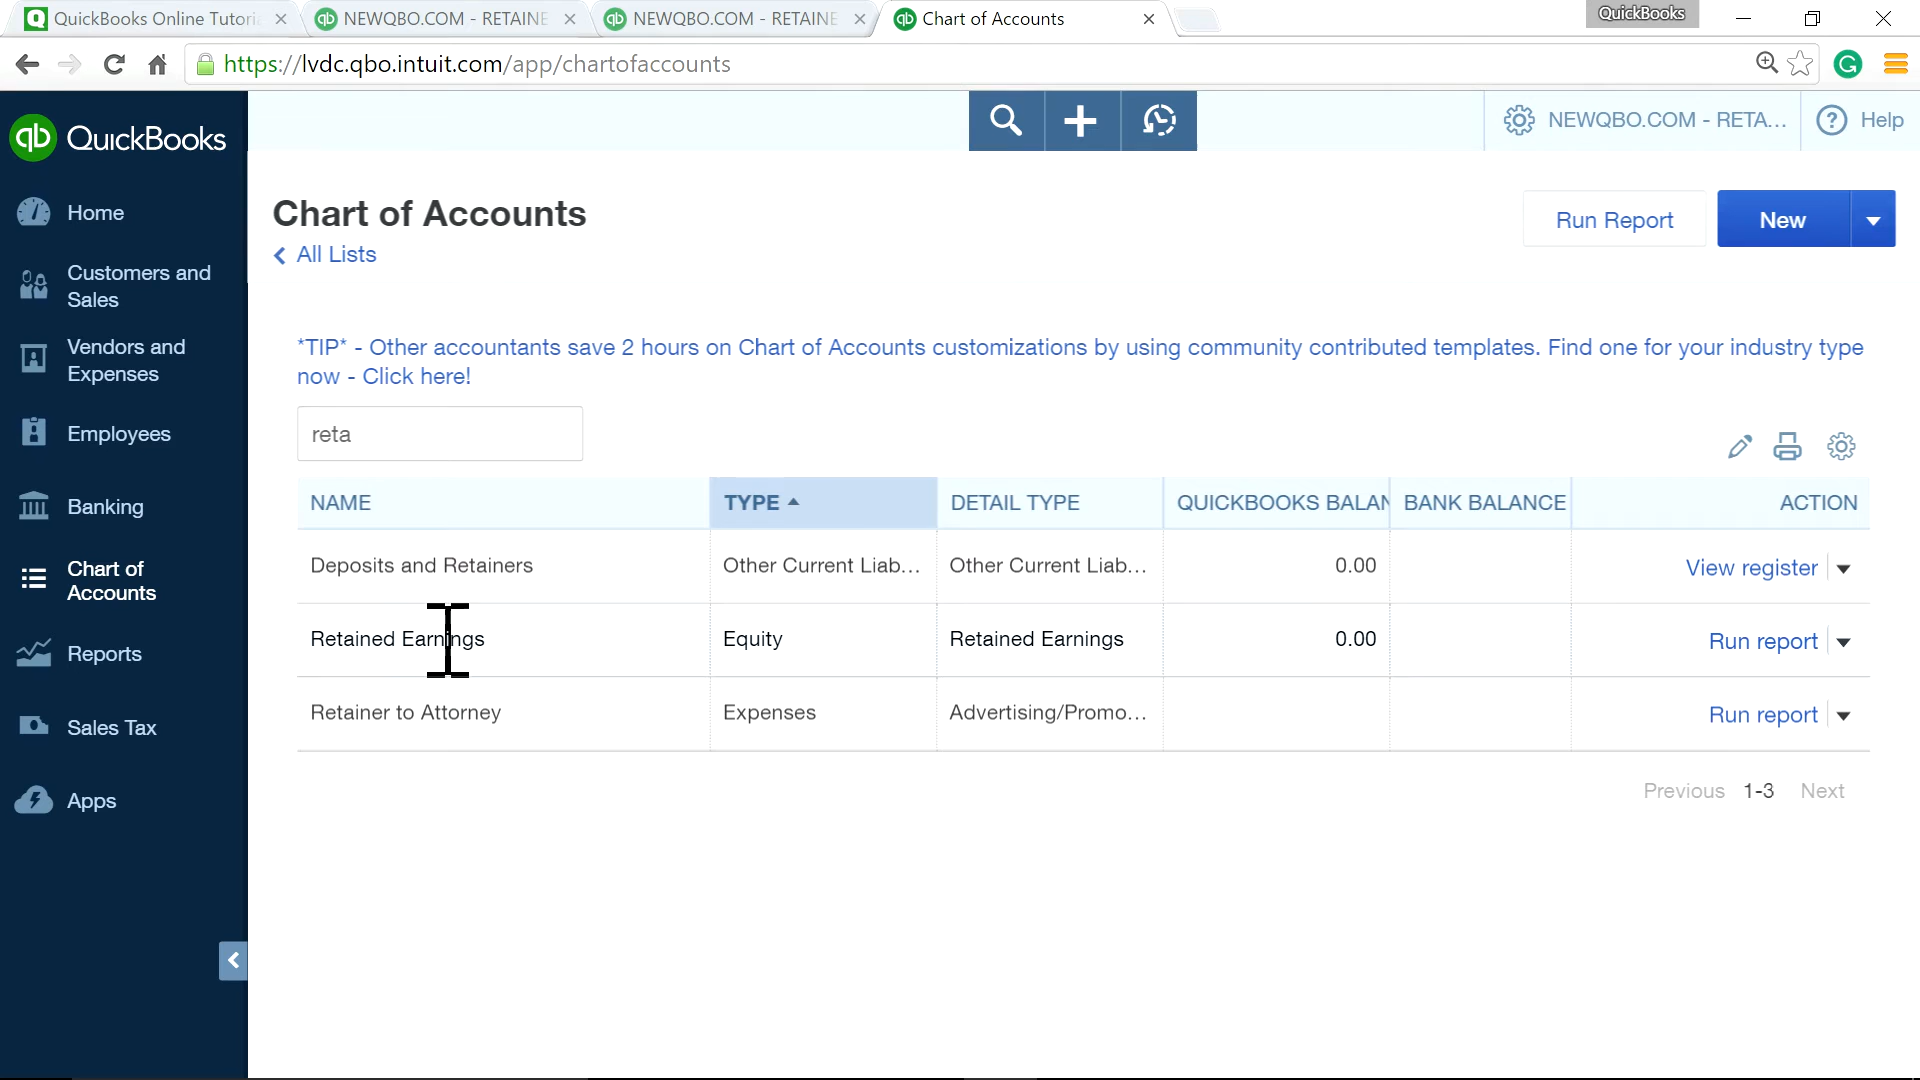 QuickBooks Online Tutori
NEWQBO.COM - RETAINE
NEWQBO.COM - RETAINE
Chart of Accounts
QuickBooks
https://lvdc.qbo.intuit.com/app/chartofaccounts
QuickBooks
NEWQBO.COM - RETA...
Help
Home
Customers and
Sales
Vendors and
Expenses
Employees
Banking
Chart of
Accounts
Reports
Sales Tax
Apps
Chart of Accounts
All Lists
Run Report
New
*TIP* - Other accountants save 2 hours on Chart of Accounts customizations by using community contributed templates. Find one for your industry type
now - Click here!
reta
NAME TYPE DETAIL TYPE QUICKBOOKS BALAN BANK BALANCE ACTION
Deposits and Retainers Other Current Liab... Other Current Liab... 0.00 View register
Retained Earnings Equity Retained Earnings 0.00 Run report
Retainer to Attorney Expenses Advertising/Promo... Run report
Previous 1-3 Next